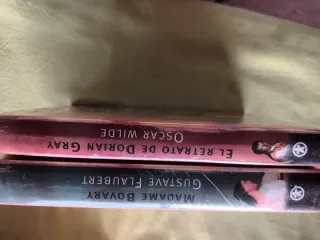 EL RETRATO DE DORIAN GRAY
OSCAR WILDE
MADAME BOVARY
GUSTAVE FLAUBERT